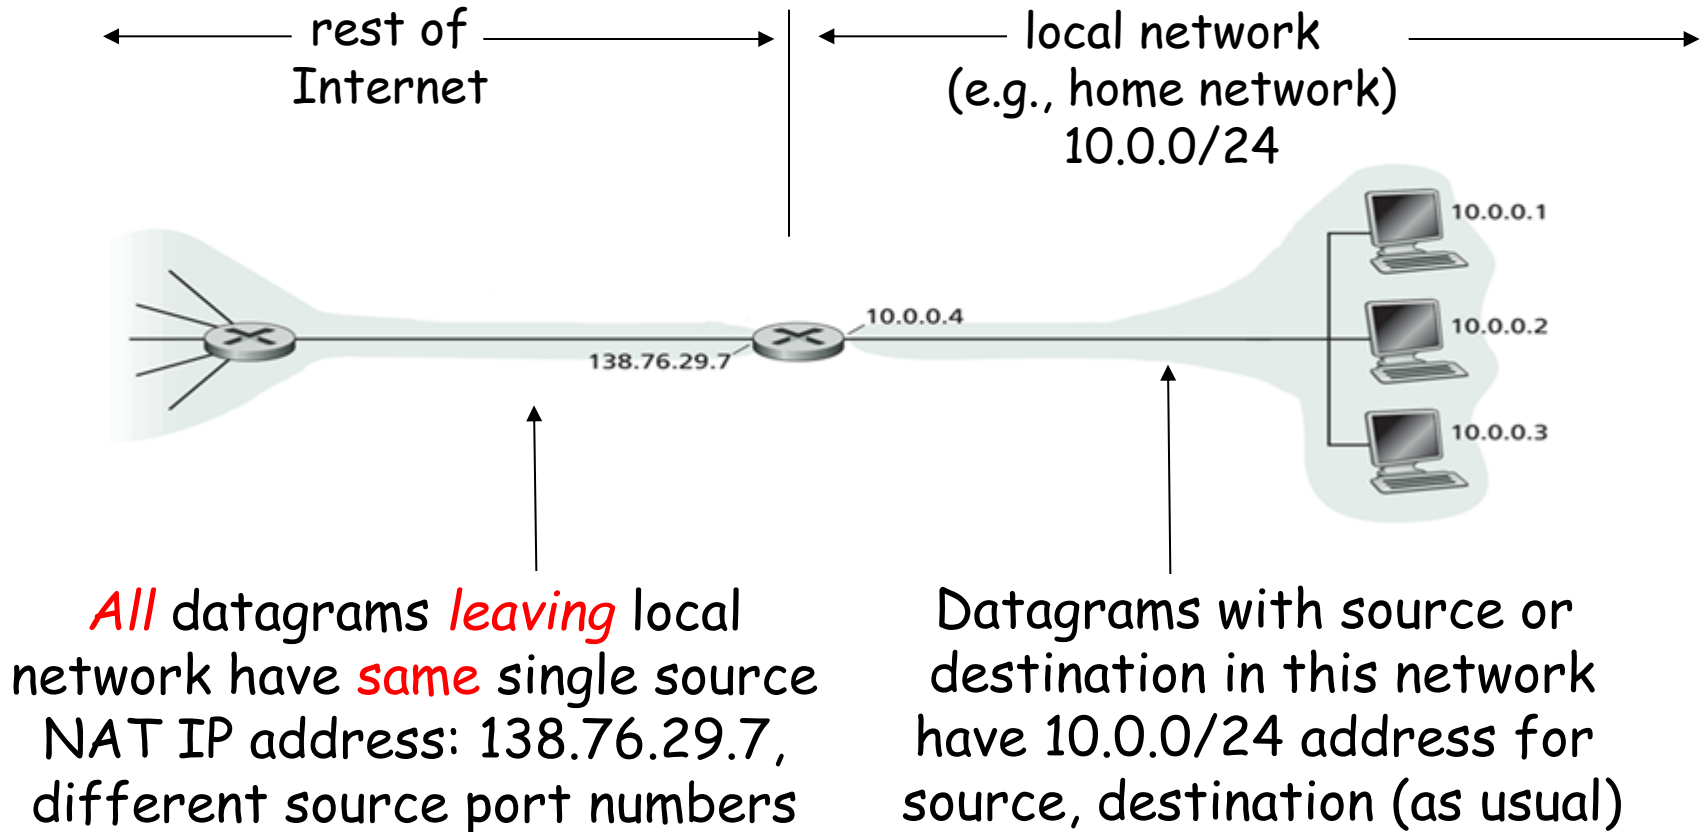 rest of
Internet
local network
(e.g., home network)
10.0.0/24
10.0.0.1
10.0.0.4
10.0.0.2
138.76.29.7
10.0.0.3
All datagrams leaving local
network have same single source
NAT IP address: 138.76.29.7,
different source port numbers
Datagrams with source or
destination in this network
have 10.0.0/24 address for
source, destination (as usual)